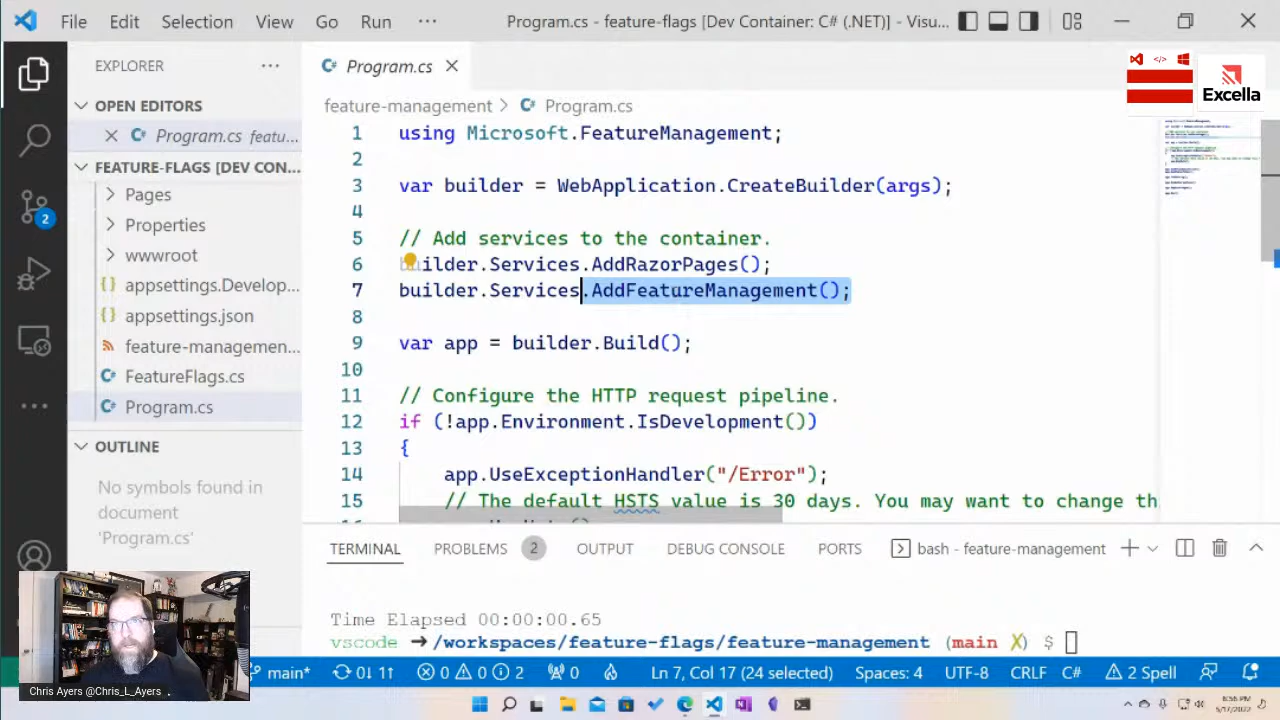 File Edit Selection View Go Run ··· Program.cs - feature-flags [Dev Container: C# (.NET)] - Visu...
EXPLORER ···
OPEN EDITORS
Program.cs featu...
FEATURE-FLAGS [DEV CON...
Pages
Properties
wwwroot
{} appsettings.Develop...
{} appsettings.json
feature-managemen...
C# FeatureFlags.cs
C# Program.cs
OUTLINE
No symbols found in
document
'Program.cs'
C# Program.cs
feature-management > C# Program.cs
1 using Microsoft.FeatureManagement;
2
3 var builder = WebApplication.CreateBuilder(args);
4
5 // Add services to the container.
6 builder.Services.AddRazorPages();
7 builder.Services.AddFeatureManagement();
8
9 var app = builder.Build();
10
11 // Configure the HTTP request pipeline.
12 if (!app.Environment.IsDevelopment())
13 {
14 app.UseExceptionHandler("/Error");
15 // The default HSTS value is 30 days. You may want to change th
Excella
TERMINAL PROBLEMS 2 OUTPUT DEBUG CONSOLE PORTS bash - feature-management
Time Elapsed 00:00:00.65
vscode ➜/workspaces/feature-flags/feature-management (main ✗) $
Chris Ayers @Chris_L_Ayers
main* 0↓ 1↑ 0 0 2 0 Ln 7, Col 17 (24 selected) Spaces: 4 UTF-8 CRLF C# 2 Spell
2
5/17/2022